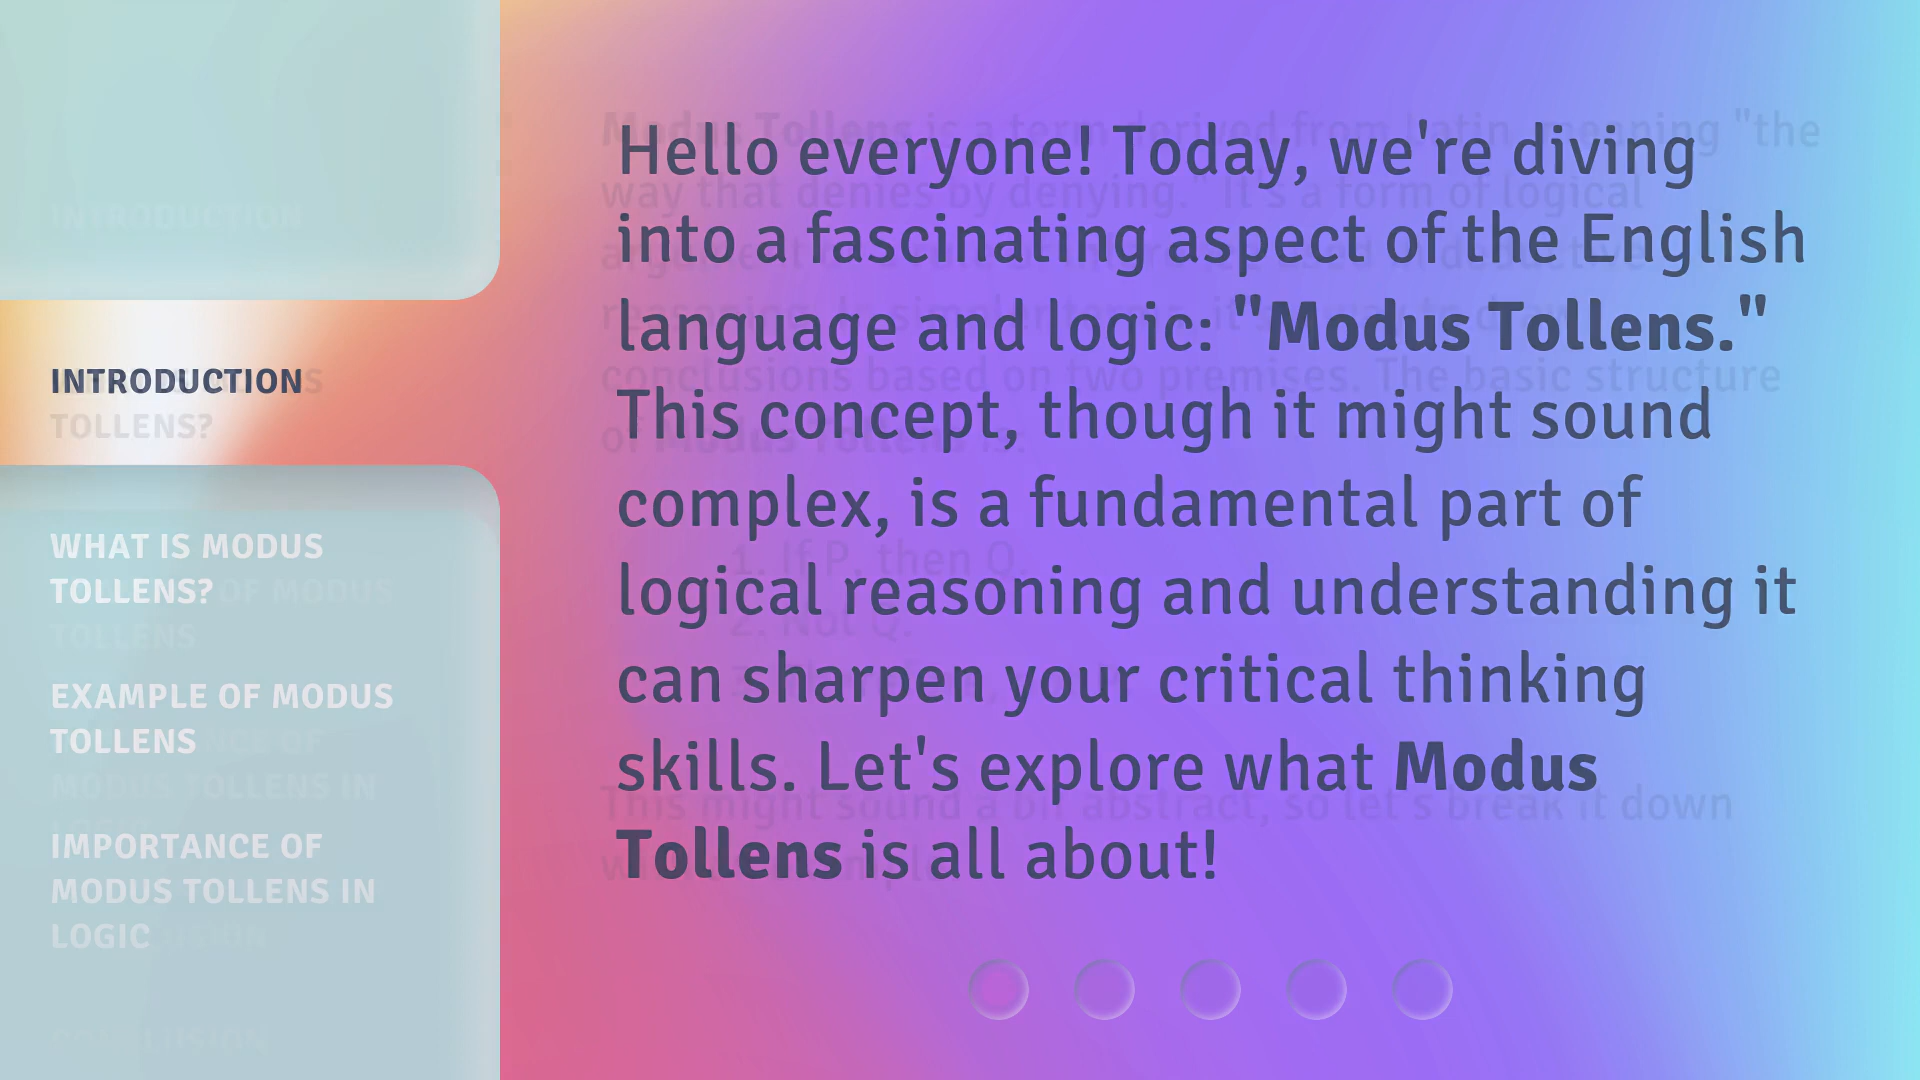 INTRODUCTION
WHAT IS MODUS
TOLLENS?
EXAMPLE OF MODUS
TOLLENS
IMPORTANCE OF
MODUS TOLLENS IN
LOGIC
Hello everyone! Today, we're diving
into a fascinating aspect of the English
language and logic: "Modus Tollens."
This concept, though it might sound
complex, is a fundamental part of
logical reasoning and understanding it
can sharpen your critical thinking
skills. Let's explore what Modus
Tollens is all about!